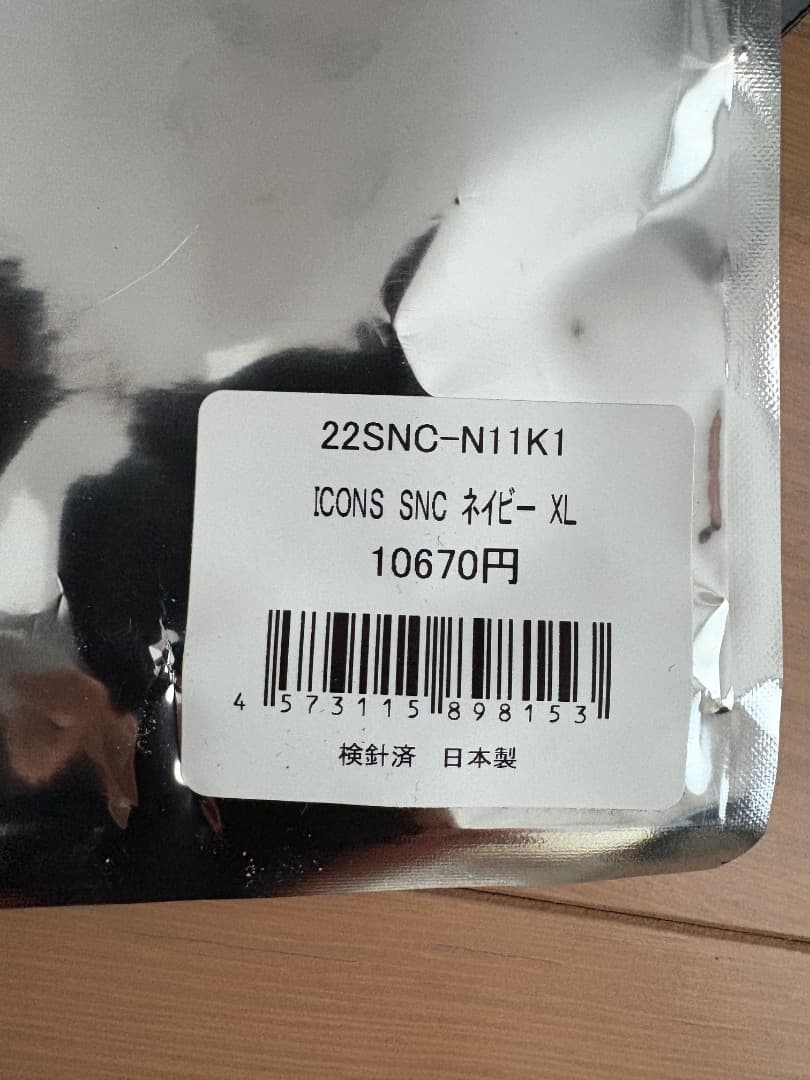 22SNC-N11K1
ICONS SNC ネイビー XL
10670円
4 573115 898153
検針済 日本製